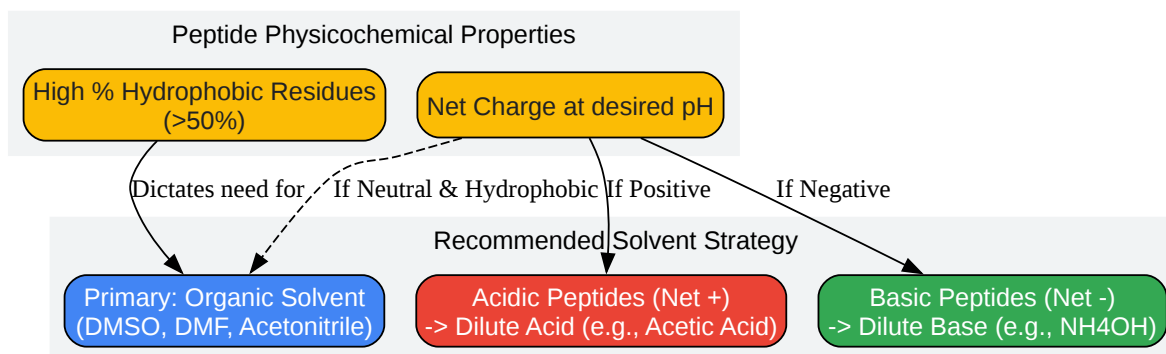 Peptide Physicochemical Properties
High % Hydrophobic Residues
(>50%)
Net Charge at desired pH
Dictates need for
If Neutral & Hydrophobic
If Positive
If Negative
Recommended Solvent Strategy
Primary: Organic Solvent
(DMSO, DMF, Acetonitrile)
Acidic Peptides (Net +)
-> Dilute Acid (e.g., Acetic Acid)
Basic Peptides (Net -)
-> Dilute Base (e.g., NH4OH)